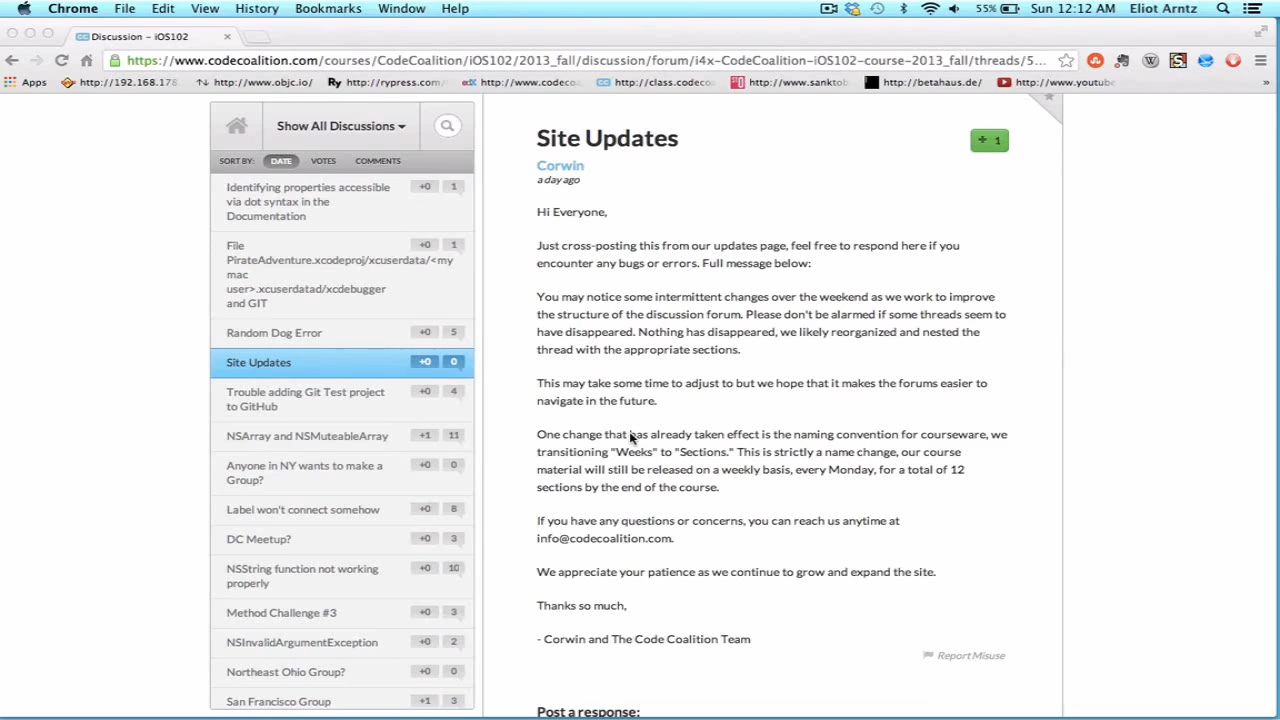 Chrome File Edit View History Bookmarks Window Help 55% Sun 12:12 AM Eliot Arntz
Discussion – iOS102
https://www.codecoalition.com/courses/CodeCoalition/iOS102/2013_fall/discussion/forum/i4x-CodeCoalition-iOS102-course-2013_fall/threads/5...
Apps http://192.168.178 http://www.objc.io/ http://rypress.com/ http://www.codec http://class.codec http://www.sanktob http://betahaus.de/ http://www.youtube
Show All Discussions
SORT BY: DATE VOTES COMMENTS
Identifying properties accessible +0 1
via dot syntax in the
Documentation
File +0 1
PirateAdventure.xcodeproj/xcuserdata/<my
mac
user>.xcuserdatad/xcdebugger
and GIT
Random Dog Error +0 5
Site Updates +0 0
Trouble adding Git Test project +0 4
to GitHub
NSArray and NSMuteableArray +1 11
Anyone in NY wants to make a +0 0
Group?
Label won't connect somehow +0 8
DC Meetup? +0 3
NSString function not working +0 10
properly
Method Challenge #3 +0 3
NSInvalidArgumentException +0 2
Northeast Ohio Group? +0 0
San Francisco Group +1 3
Site Updates
+ 1
Corwin
a day ago
Hi Everyone,
Just cross-posting this from our updates page, feel free to respond here if you
encounter any bugs or errors. Full message below:
You may notice some intermittent changes over the weekend as we work to improve
the structure of the discussion forum. Please don't be alarmed if some threads seem to
have disappeared. Nothing has disappeared, we likely reorganized and nested the
thread with the appropriate sections.
This may take some time to adjust to but we hope that it makes the forums easier to
navigate in the future.
One change that has already taken effect is the naming convention for courseware, we
transitioning "Weeks" to "Sections." This is strictly a name change, our course
material will still be released on a weekly basis, every Monday, for a total of 12
sections by the end of the course.
If you have any questions or concerns, you can reach us anytime at
info@codecoalition.com.
We appreciate your patience as we continue to grow and expand the site.
Thanks so much,
- Corwin and The Code Coalition Team
Report Misuse
Post a response: